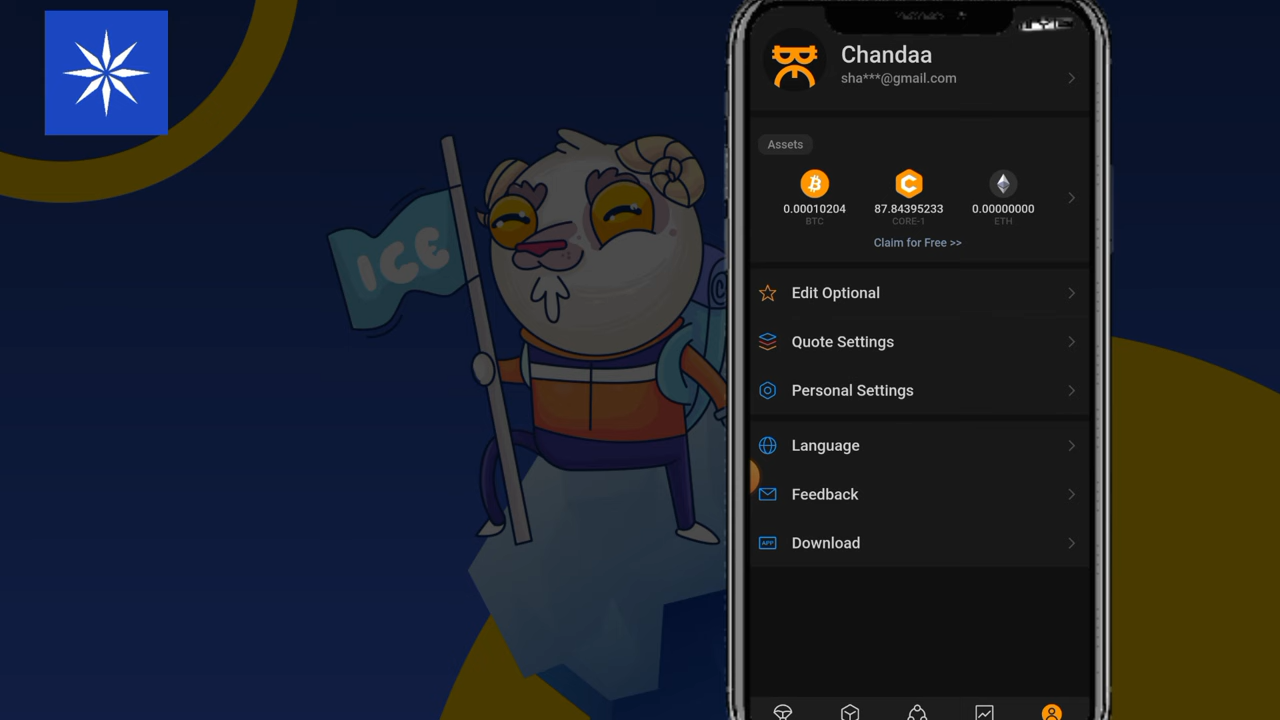 ICE
Chandaa
sha***@gmail.com
Assets
0.00010204
87.84395233
0.00000000
BTC
CORE-1
ETH
Claim for Free >>
Edit Optional
Quote Settings
Personal Settings
Language
Feedback
APP
Download